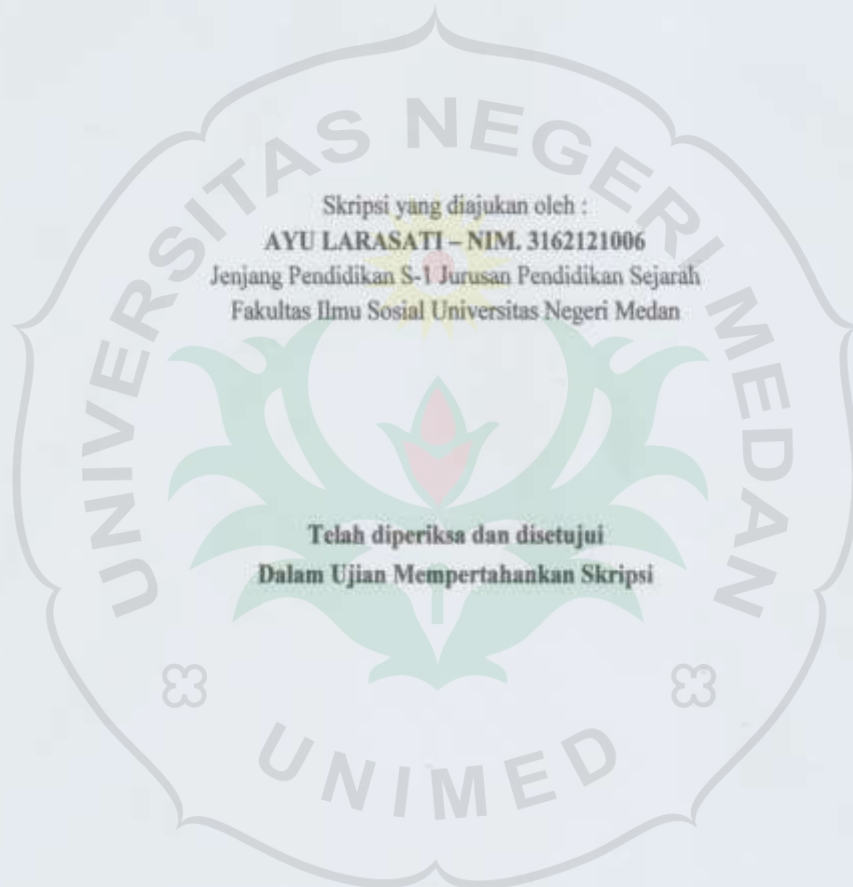 UNIVERSITAS NEGERI MEDAN
Skripsi yang diajukan oleh :
AYU LARASATI – NIM. 3162121006
Jenjang Pendidikan S-1 Jurusan Pendidikan Sejarah
Fakultas Ilmu Sosial Universitas Negeri Medan
Telah diperiksa dan disetujui
Dalam Ujian Mempertahankan Skripsi
UNIMED